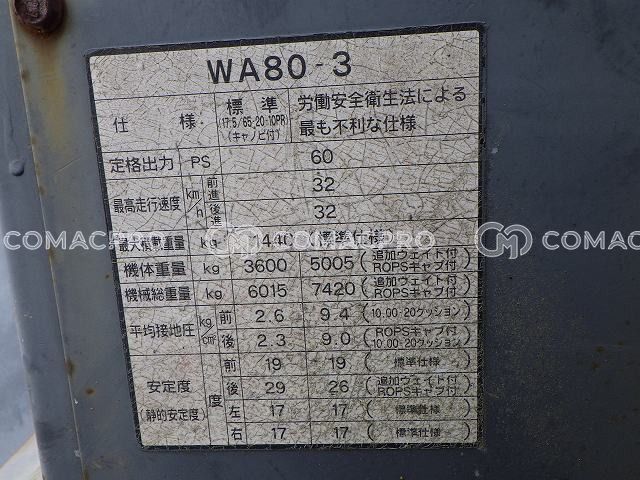 WA80-3
仕様 標準 労働安全衛生法による
(17.5/65-20-10PR) 最も不利な仕様
(キャノピ付)
定格出力 PS 60
最高走行速度 km/h 前進 32
後進 32
最大積載重量 kg 1440 (標準仕様)
機体重量 kg 3600 5005 (追加ウェイト付 ROPSキャブ付)
機械総重量 kg 6015 7420 (追加ウェイト付 ROPSキャブ付)
平均接地圧 kg/cm² 前 2.6 9.4 (10.00-20クッション)
後 2.3 9.0 (ROPSキャブ付 10.00-20クッション)
安定度 (静的安定度) 度 前 19 19 (標準仕様)
後 29 26 (追加ウェイト付 ROPSキャブ付)
左 17 17 (標準仕様)
右 17 17 (標準仕様)
COMACPRO COMACPRO COMACPRO